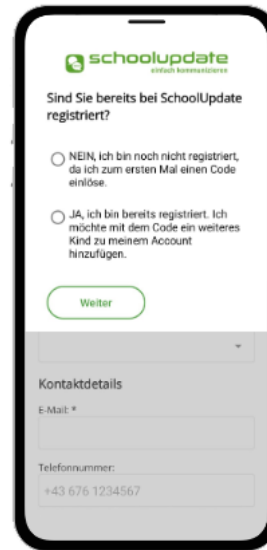 schoolupdate
einfach kommunizieren
Sind Sie bereits bei SchoolUpdate
registriert?
NEIN, ich bin noch nicht registriert,
da ich zum ersten Mal einen Code
einlöse.
JA, ich bin bereits registriert. Ich
möchte mit dem Code ein weiteres
Kind zu meinem Account
hinzufügen.
Weiter
Kontaktdetails
E-Mail: *
Telefonnummer:
+43 676 1234567